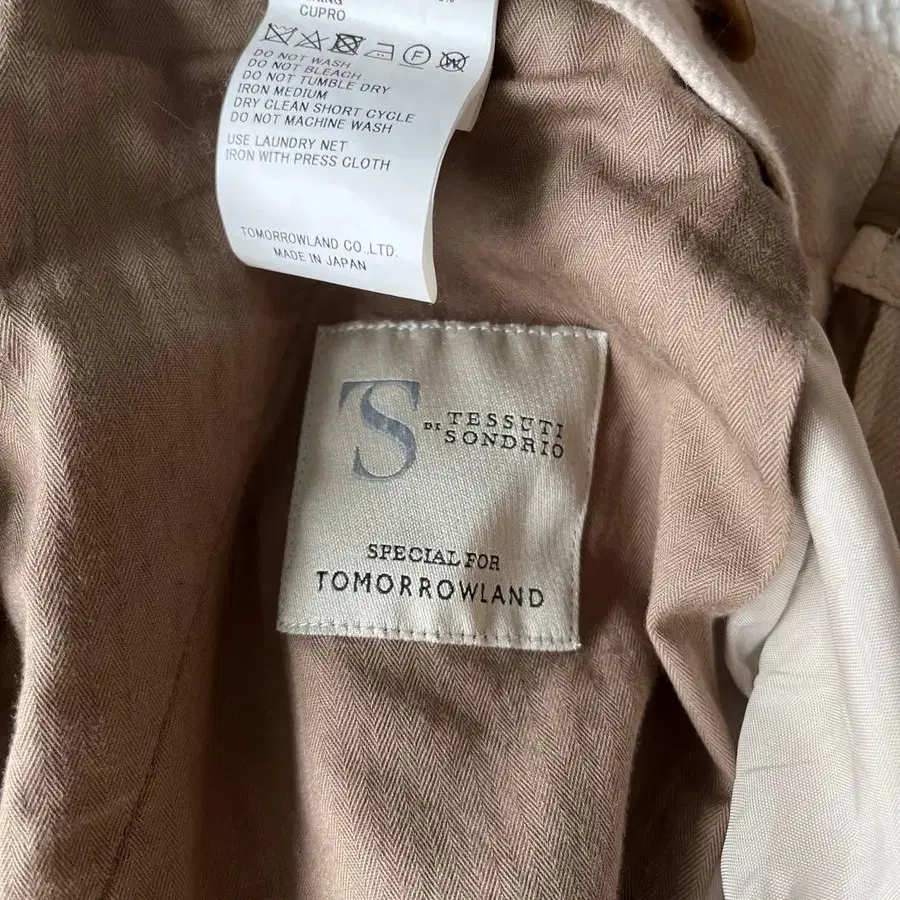 CUPRO
F
W
DO NOT WASH
DO NOT BLEACH
DO NOT TUMBLE DRY
IRON MEDIUM
DRY CLEAN SHORT CYCLE
DO NOT MACHINE WASH
USE LAUNDRY NET
IRON WITH PRESS CLOTH
TOMORROWLAND CO.,LTD.
MADE IN JAPAN
TS
TESSUTI
DI SONDRIO
SPECIAL FOR
TOMORROWLAND